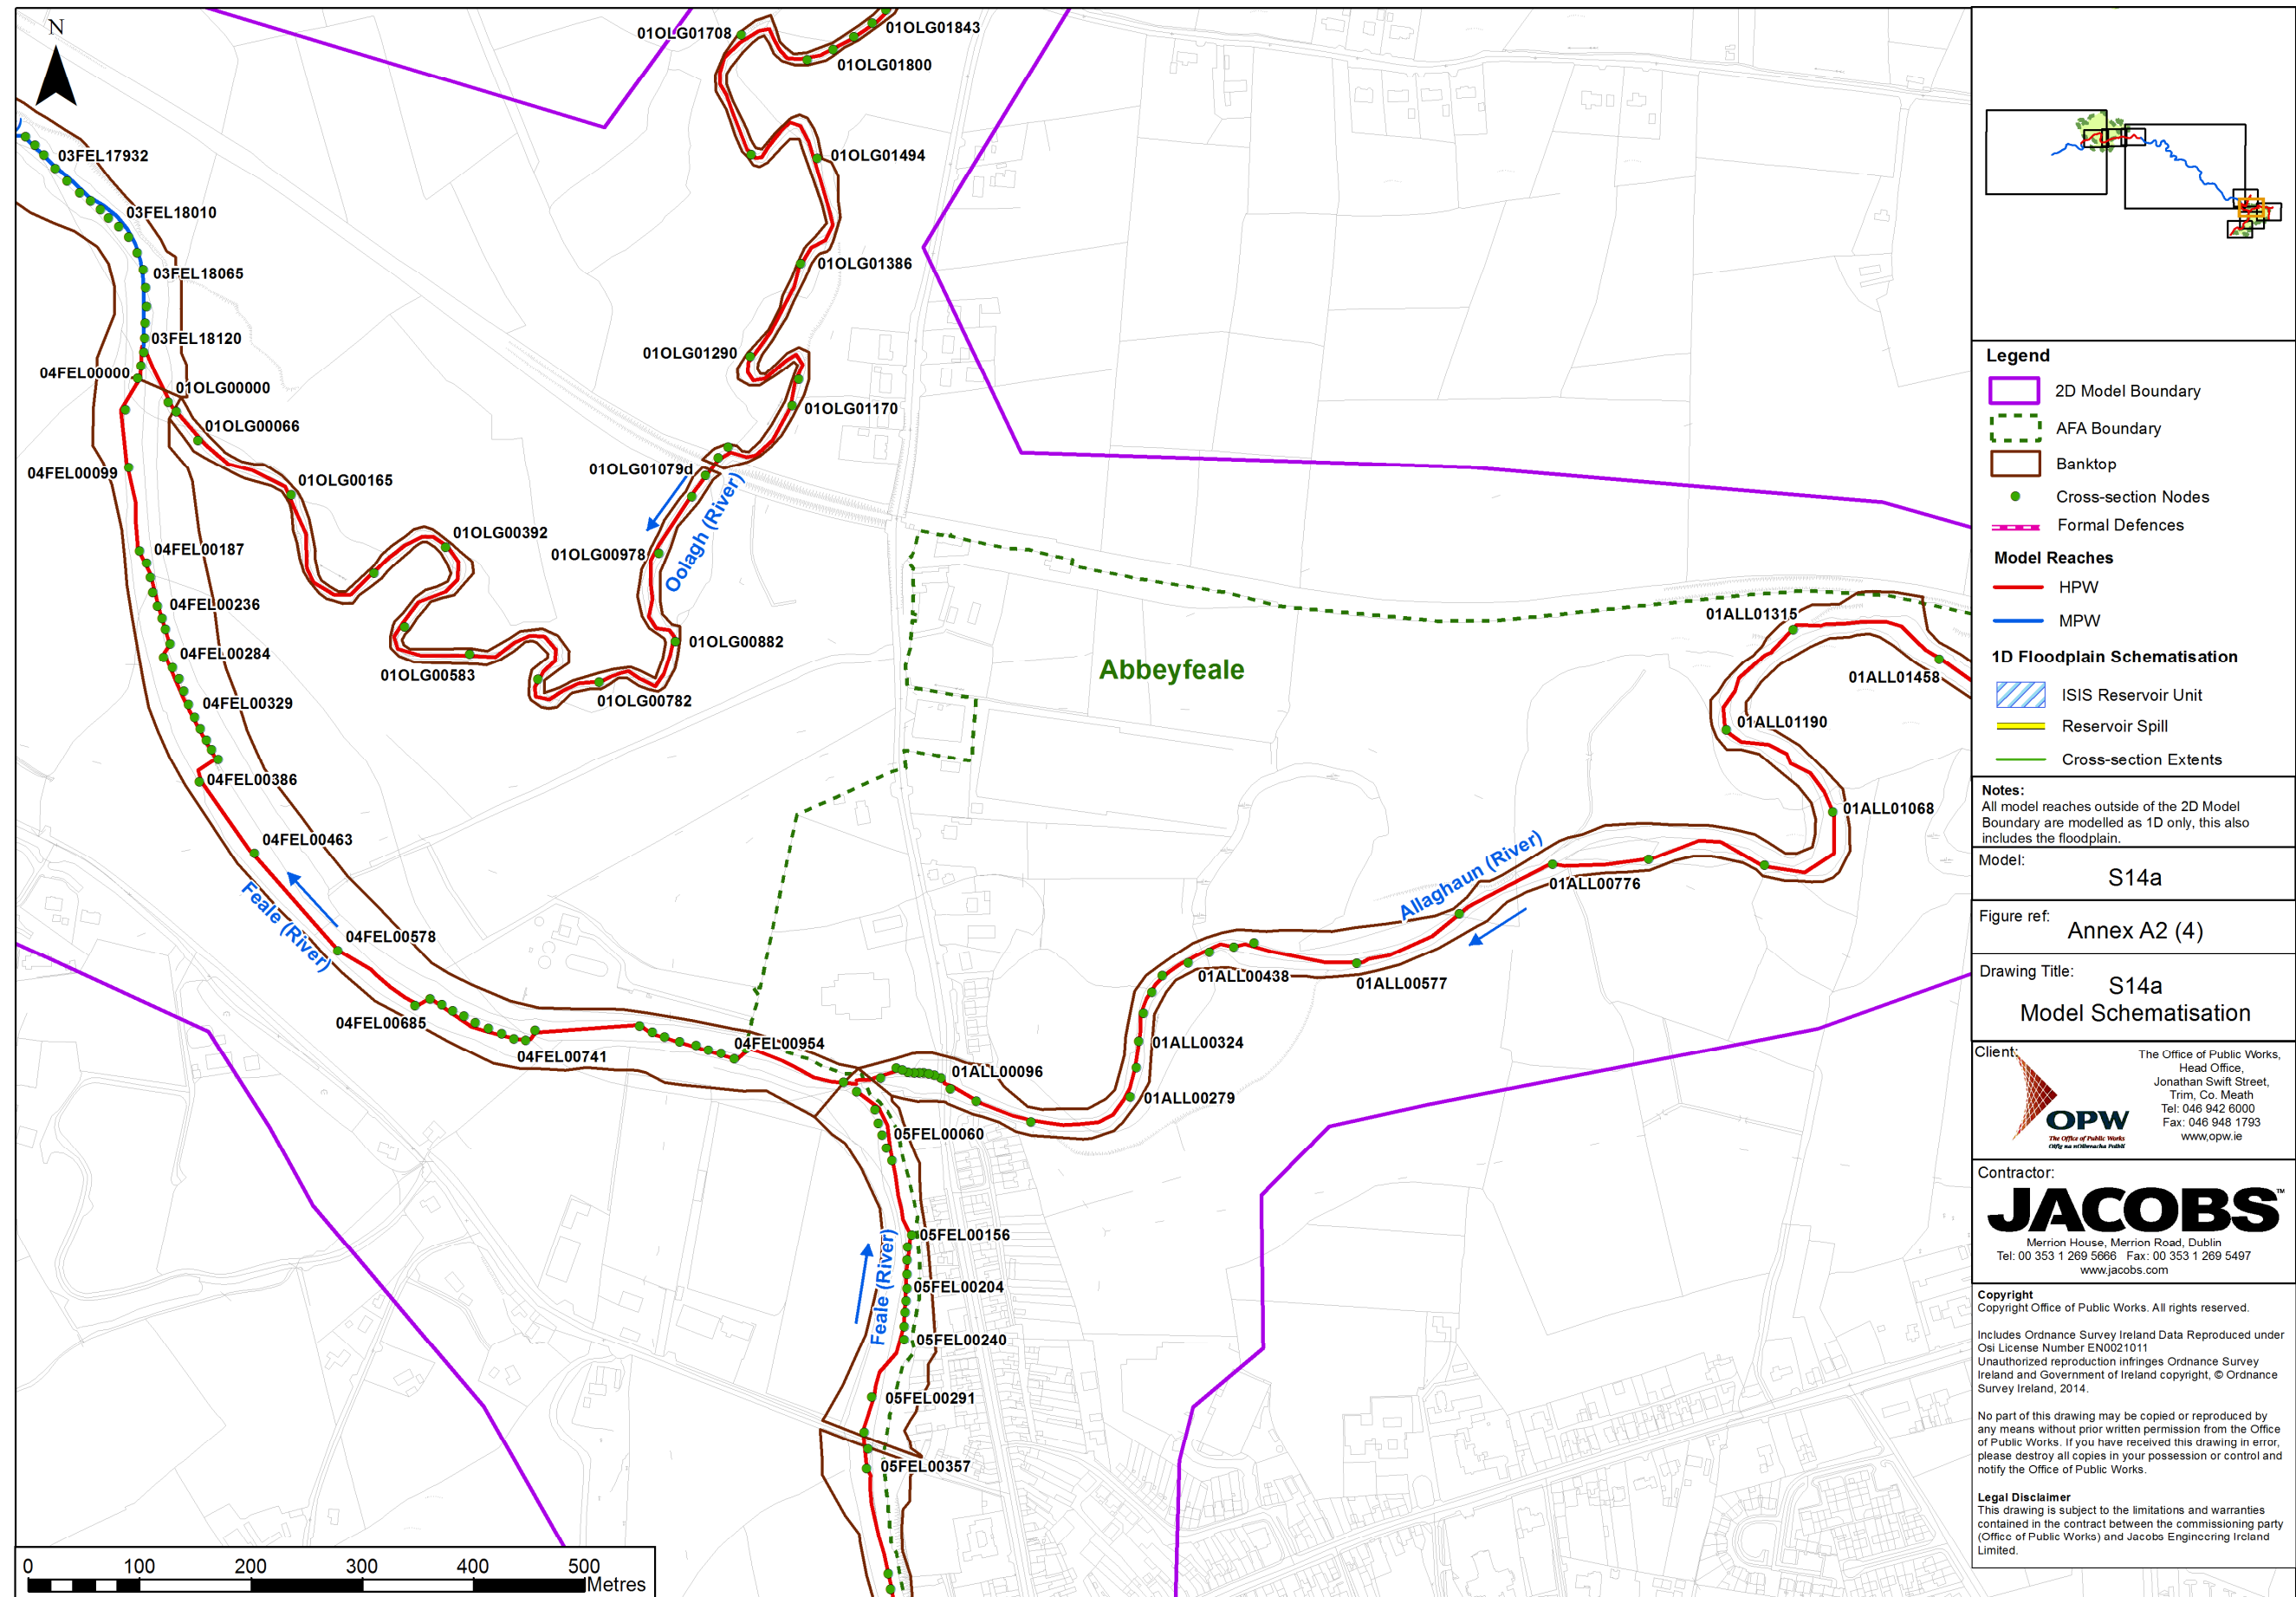 N
01OLG01708
01OLG01843
01OLG01800
03FEL17932
01OLG01494
03FEL18010
01OLG01386
03FEL18065
03FEL18120
01OLG01290
04FEL00000
01OLG00000
01OLG01170
01OLG00066
04FEL00099
01OLG01079d
01OLG00165
Oolagh (River)
01OLG00392
04FEL00187
01OLG00978
04FEL00236
01ALL01315
04FEL00284
01OLG00882
Abbeyfeale
01OLG00583
01ALL01458
04FEL00329
01OLG00782
01ALL01190
04FEL00386
01ALL01068
04FEL00463
Allaghaun (River)
01ALL00776
Feale (River)
04FEL00578
01ALL00438
01ALL00577
04FEL00685
04FEL00741
04FEL00954
01ALL00324
01ALL00096
01ALL00279
05FEL00060
05FEL00156
Feale (River)
05FEL00204
05FEL00240
05FEL00291
05FEL00357
0 100 200 300 400 500
Metres
Legend
2D Model Boundary
AFA Boundary
Banktop
Cross-section Nodes
Formal Defences
Model Reaches
HPW
MPW
1D Floodplain Schematisation
ISIS Reservoir Unit
Reservoir Spill
Cross-section Extents
Notes:
All model reaches outside of the 2D Model
Boundary are modelled as 1D only, this also
includes the floodplain.
Model:
S14a
Figure ref:
Annex A2 (4)
Drawing Title:
S14a
Model Schematisation
Client:
The Office of Public Works,
Head Office,
Jonathan Swift Street,
Trim, Co. Meath
Tel: 046 942 6000
Fax: 046 948 1793
www.opw.ie
OPW
The Office of Public Works
Oifig na nOibreacha Poiblí
Contractor:
JACOBS™
Merrion House, Merrion Road, Dublin
Tel: 00 353 1 269 5666 Fax: 00 353 1 269 5497
www.jacobs.com
Copyright
Copyright Office of Public Works. All rights reserved.
Includes Ordnance Survey Ireland Data Reproduced under
Osi License Number EN0021011
Unauthorized reproduction infringes Ordnance Survey
Ireland and Government of Ireland copyright, © Ordnance
Survey Ireland, 2014.
No part of this drawing may be copied or reproduced by
any means without prior written permission from the Office
of Public Works. If you have received this drawing in error,
please destroy all copies in your possession or control and
notify the Office of Public Works.
Legal Disclaimer
This drawing is subject to the limitations and warranties
contained in the contract between the commissioning party
(Office of Public Works) and Jacobs Engineering Ireland
Limited.